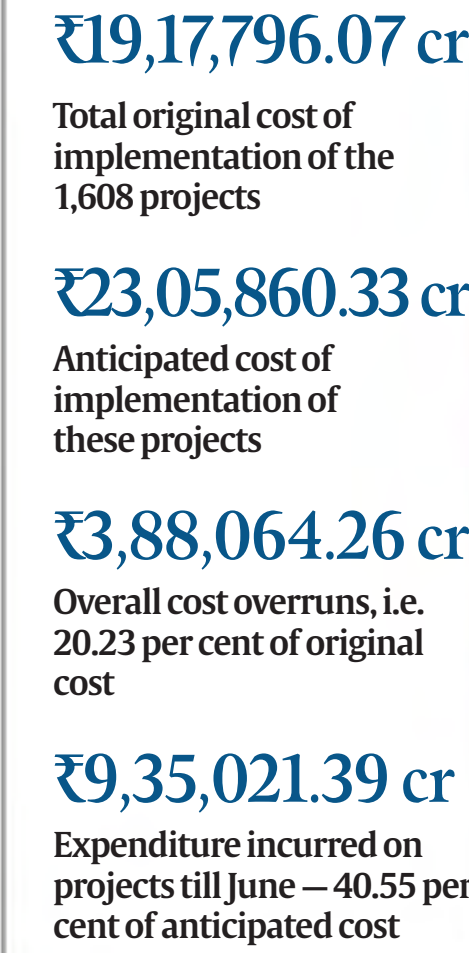 ₹19,17,796.07 cr
Total original cost of
implementation of the
1,608 projects
₹23,05,860.33 cr
Anticipated cost of
implementation of
these projects
₹3,88,064.26 cr
Overall cost overruns, i.e.
20.23 per cent of original
cost
₹9,35,021.39 cr
Expenditure incurred on
projects till June — 40.55 per
cent of anticipated cost